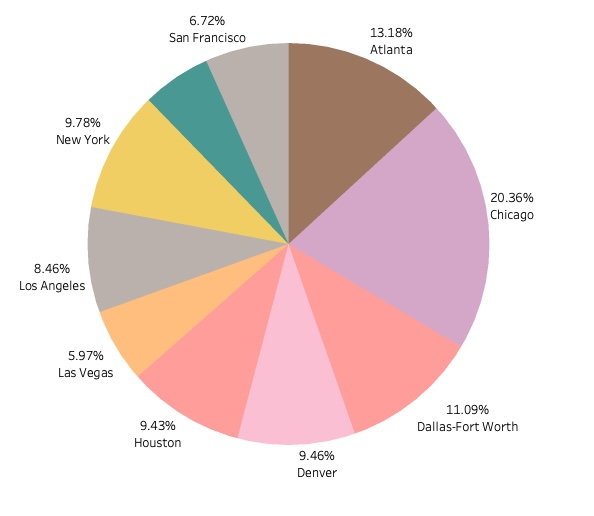 6.72%
San Francisco
13.18%
Atlanta
20.36%
Chicago
11.09%
Dallas-Fort Worth
9.46%
Denver
9.43%
Houston
5.97%
Las Vegas
8.46%
Los Angeles
9.78%
New York